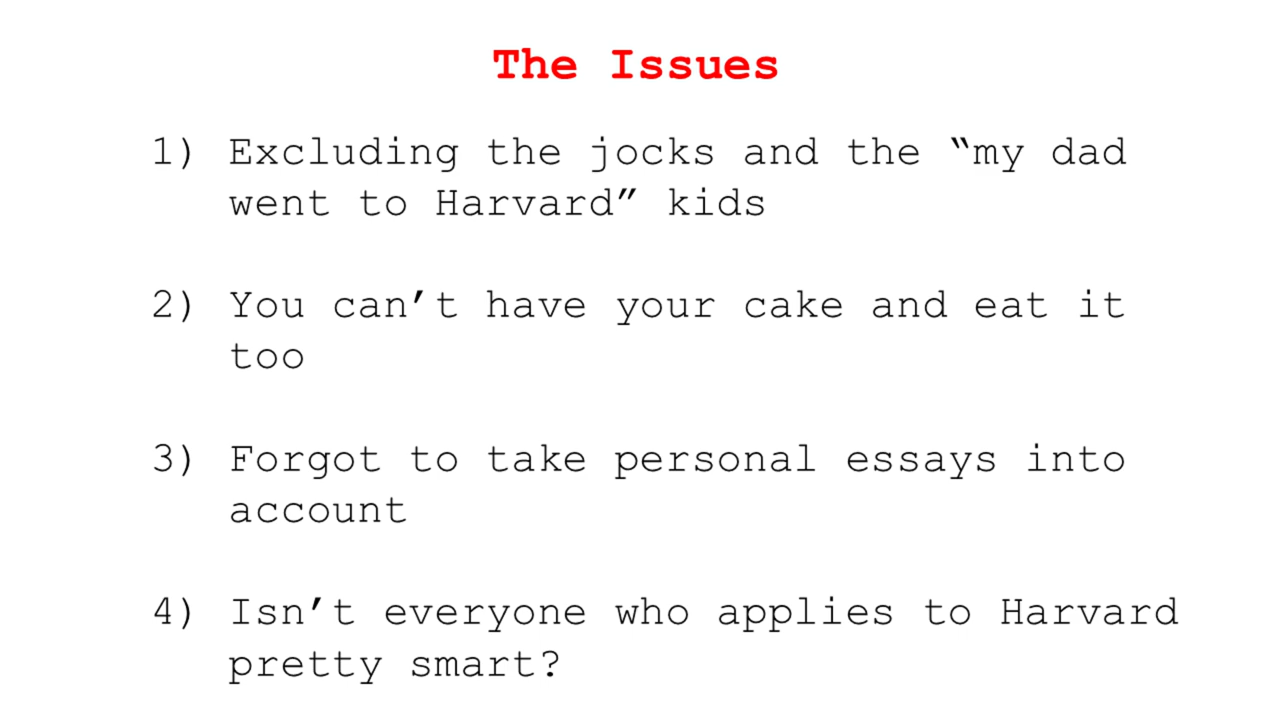 The Issues
1) Excluding the jocks and the “my dad
went to Harvard” kids
2) You can’t have your cake and eat it
too
3) Forgot to take personal essays into
account
4) Isn’t everyone who applies to Harvard
pretty smart?